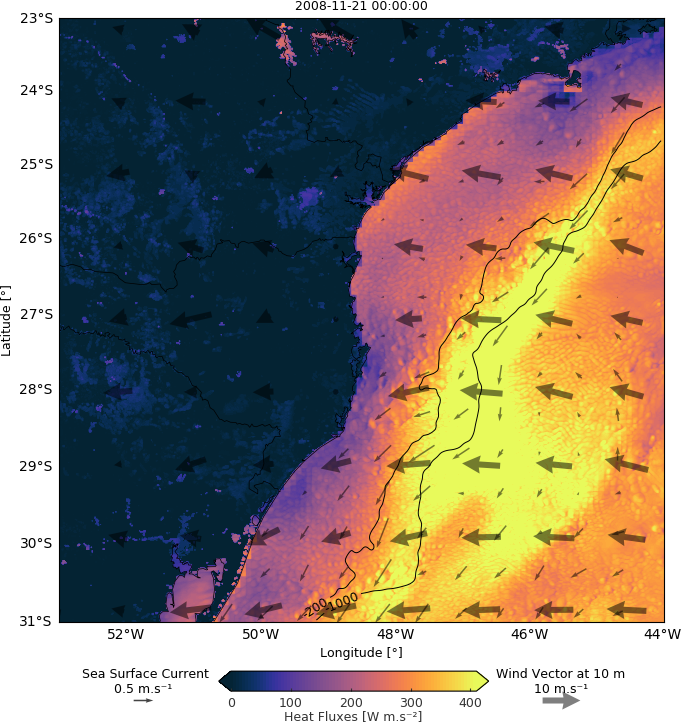 2008-11-21 00:00:00
23°S
24°S
25°S
26°S
27°S
28°S
29°S
30°S
31°S
Latitude [°]
-200
-1000
52°W 50°W 48°W 46°W 44°W
Longitude [°]
Sea Surface Current
0.5 m.s⁻¹
Wind Vector at 10 m
10 m.s⁻¹
0 100 200 300 400
Heat Fluxes [W m.s⁻²]